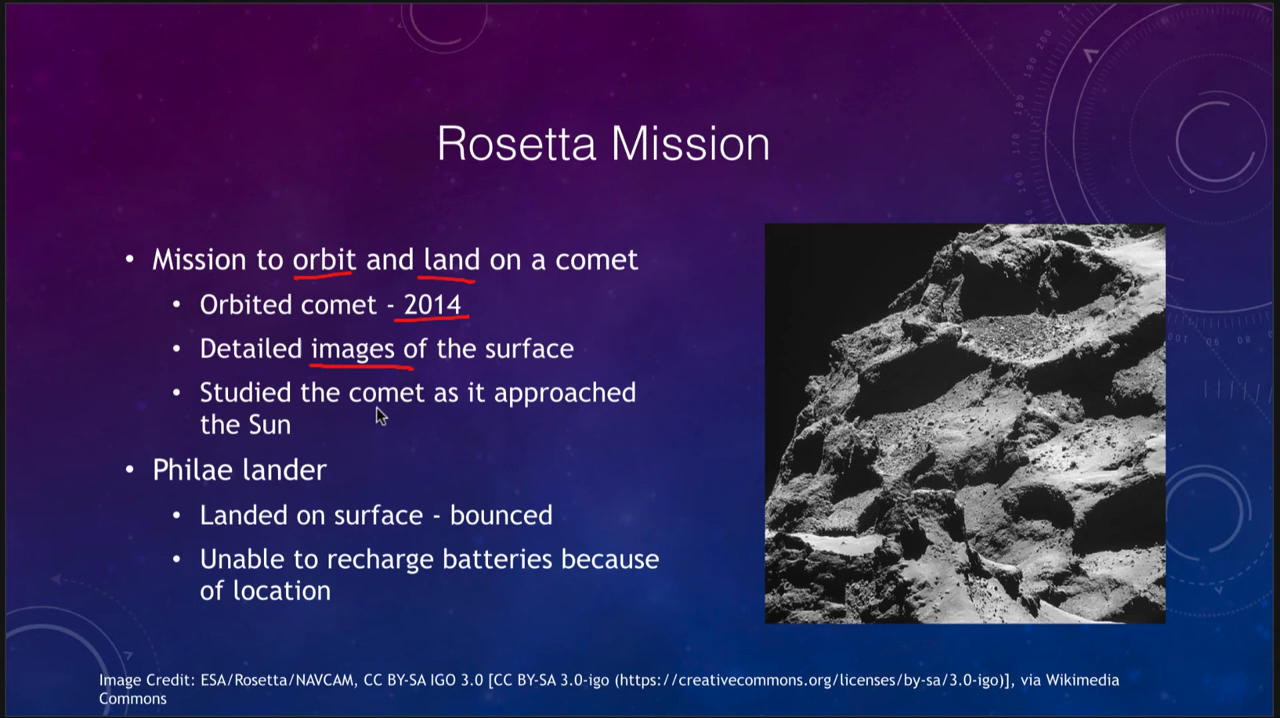 Rosetta Mission
• Mission to orbit and land on a comet
• Orbited comet - 2014
• Detailed images of the surface
• Studied the comet as it approached
the Sun
• Philae lander
• Landed on surface - bounced
• Unable to recharge batteries because
of location
Image Credit: ESA/Rosetta/NAVCAM, CC BY-SA IGO 3.0 [CC BY-SA 3.0-igo (https://creativecommons.org/licenses/by-sa/3.0-igo)], via Wikimedia
Commons